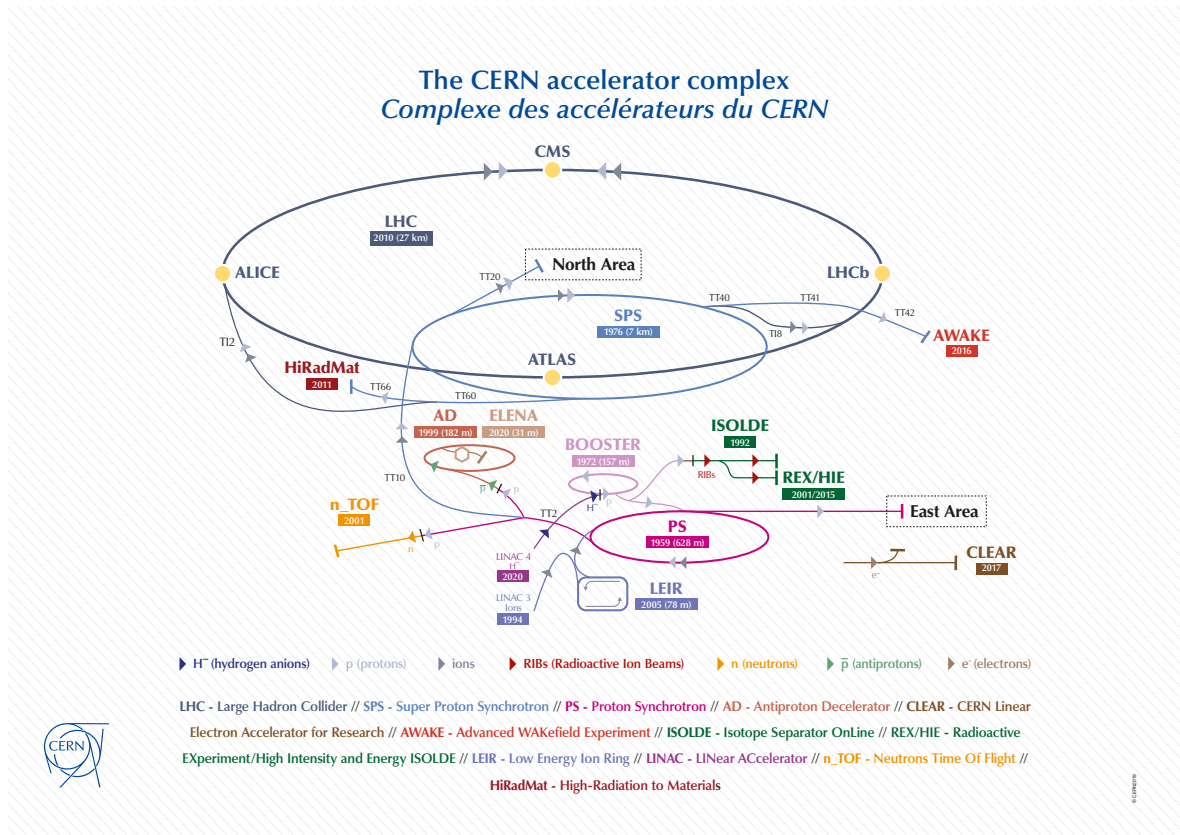 The CERN accelerator complex
Complexe des accélérateurs du CERN
CMS
LHC
2010 (27 km)
North Area
ALICE
LHCb
TT20
TT40
TT41
SPS
1976 (7 km)
TT42
TI8
TI2
AWAKE
2016
ATLAS
HiRadMat
2011
TT66
TT60
AD
1999 (182 m)
ELENA
2020 (31 m)
ISOLDE
1992
BOOSTER
1972 (157 m)
RIBs
REX/HIE
2001/2015
TT10
p̅
p
p
H⁻
n_TOF
2001
TT2
East Area
PS
1959 (628 m)
n
p
LINAC 4
H⁻
2020
CLEAR
2017
e⁻
LEIR
2005 (78 m)
LINAC 3
Ions
1994
H⁻ (hydrogen anions)
p (protons)
ions
RIBs (Radioactive Ion Beams)
n (neutrons)
p̅ (antiprotons)
e⁻ (electrons)
LHC - Large Hadron Collider // SPS - Super Proton Synchrotron // PS - Proton Synchrotron // AD - Antiproton Decelerator // CLEAR - CERN Linear
Electron Accelerator for Research // AWAKE - Advanced WAKefield Experiment // ISOLDE - Isotope Separator OnLine // REX/HIE - Radioactive
EXperiment/High Intensity and Energy ISOLDE // LEIR - Low Energy Ion Ring // LINAC - LINear ACcelerator // n_TOF - Neutrons Time Of Flight //
HiRadMat - High-Radiation to Materials
CERN
© CERN 2019